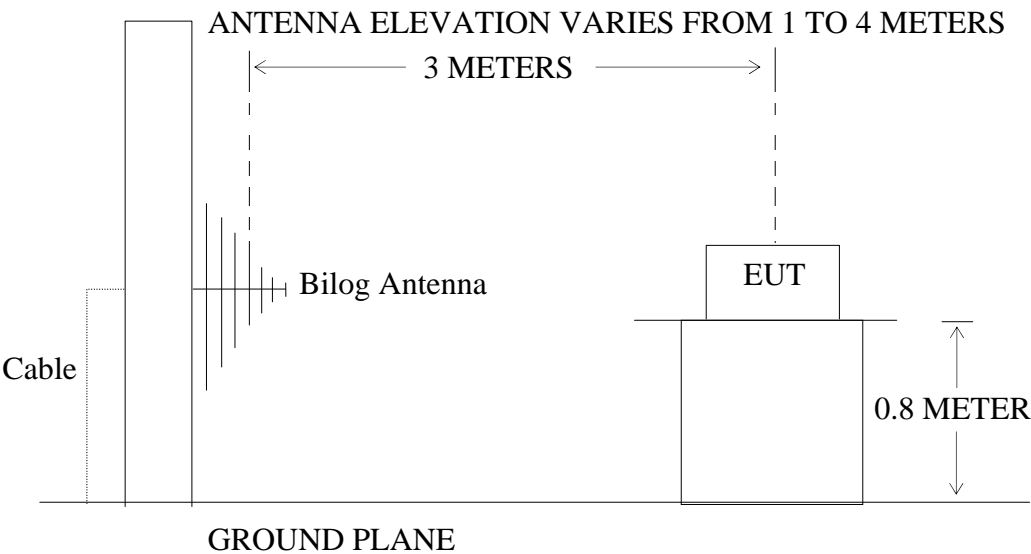 ANTENNA ELEVATION VARIES FROM 1 TO 4 METERS
3 METERS
EUT
Bilog Antenna
Cable
0.8 METER
GROUND PLANE